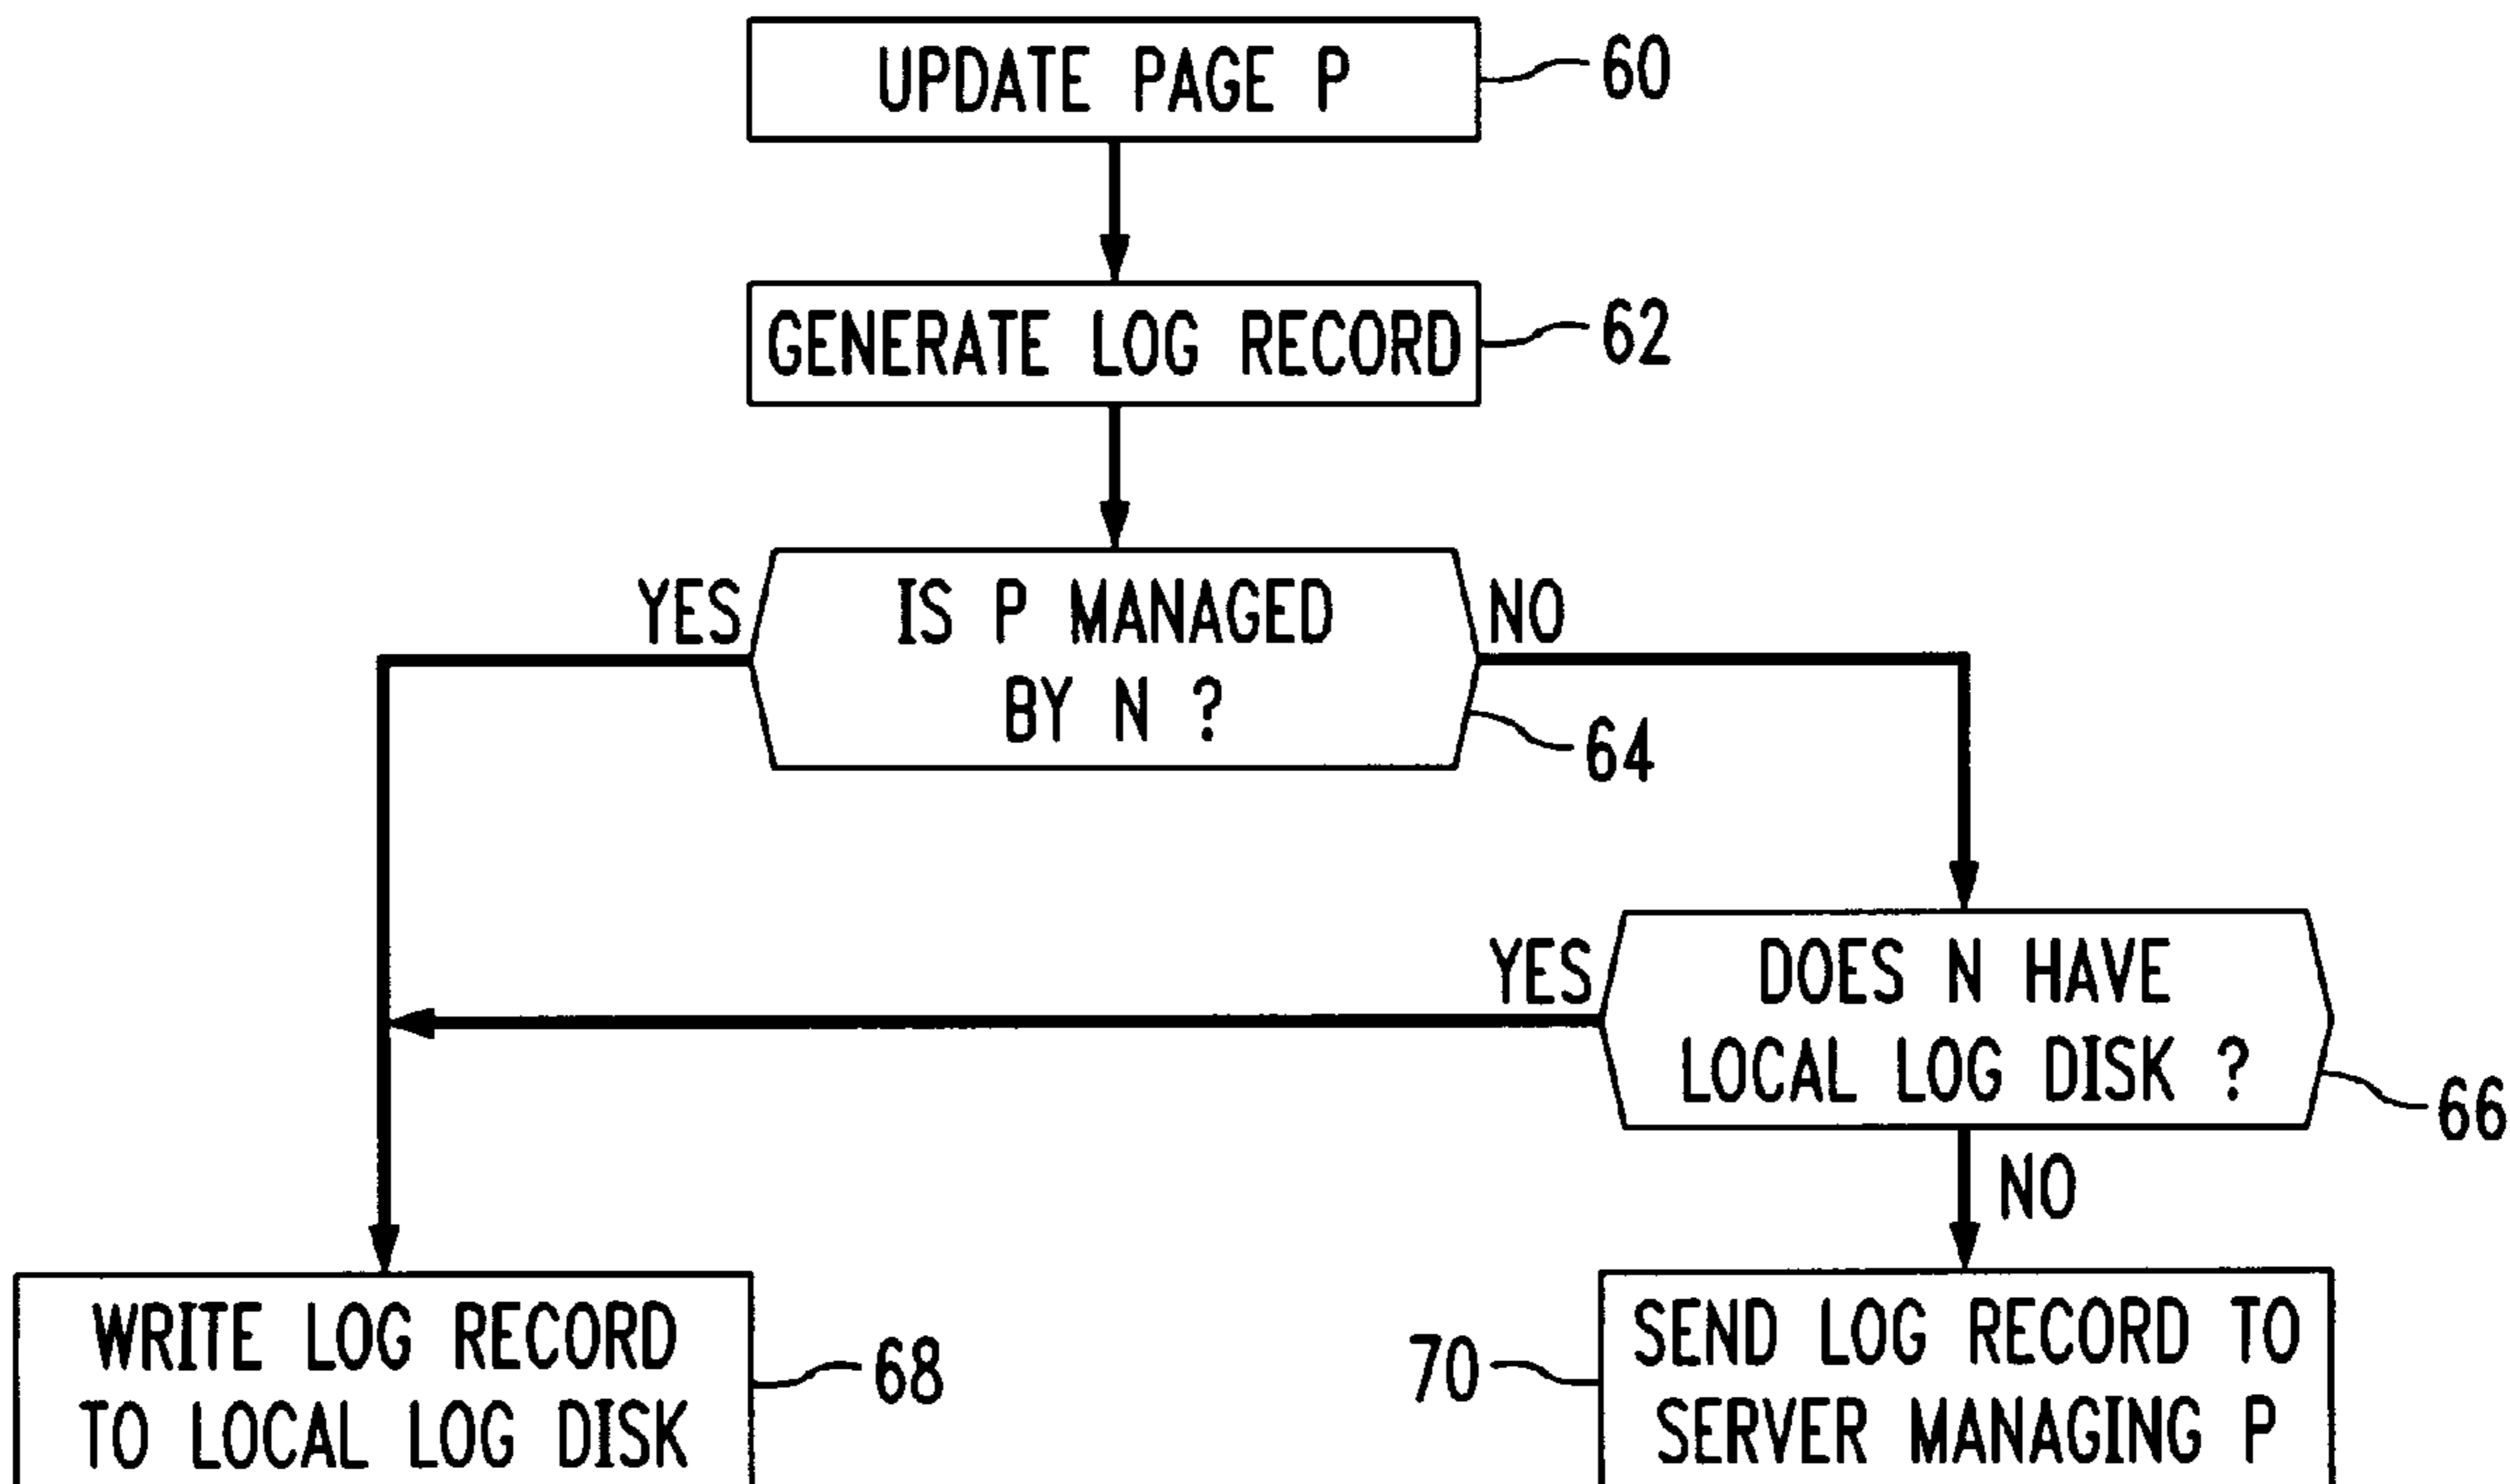 UPDATE PAGE P
60
GENERATE LOG RECORD
62
YES
IS P MANAGED
BY N ?
NO
64
YES
DOES N HAVE
LOCAL LOG DISK ?
66
NO
WRITE LOG RECORD
TO LOCAL LOG DISK
68
70
SEND LOG RECORD TO
SERVER MANAGING P